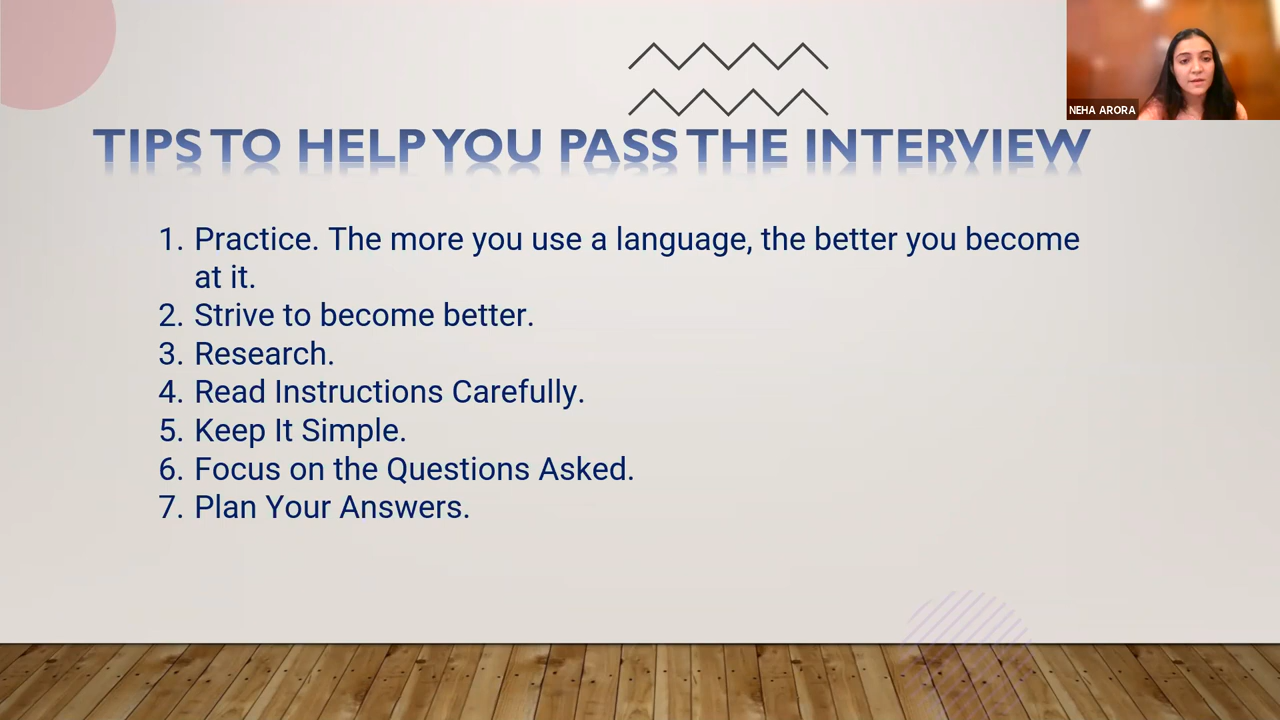 NEHA ARORA
TIPS TO HELP YOU PASS THE INTERVIEW
1. Practice. The more you use a language, the better you become
at it.
2. Strive to become better.
3. Research.
4. Read Instructions Carefully.
5. Keep It Simple.
6. Focus on the Questions Asked.
7. Plan Your Answers.